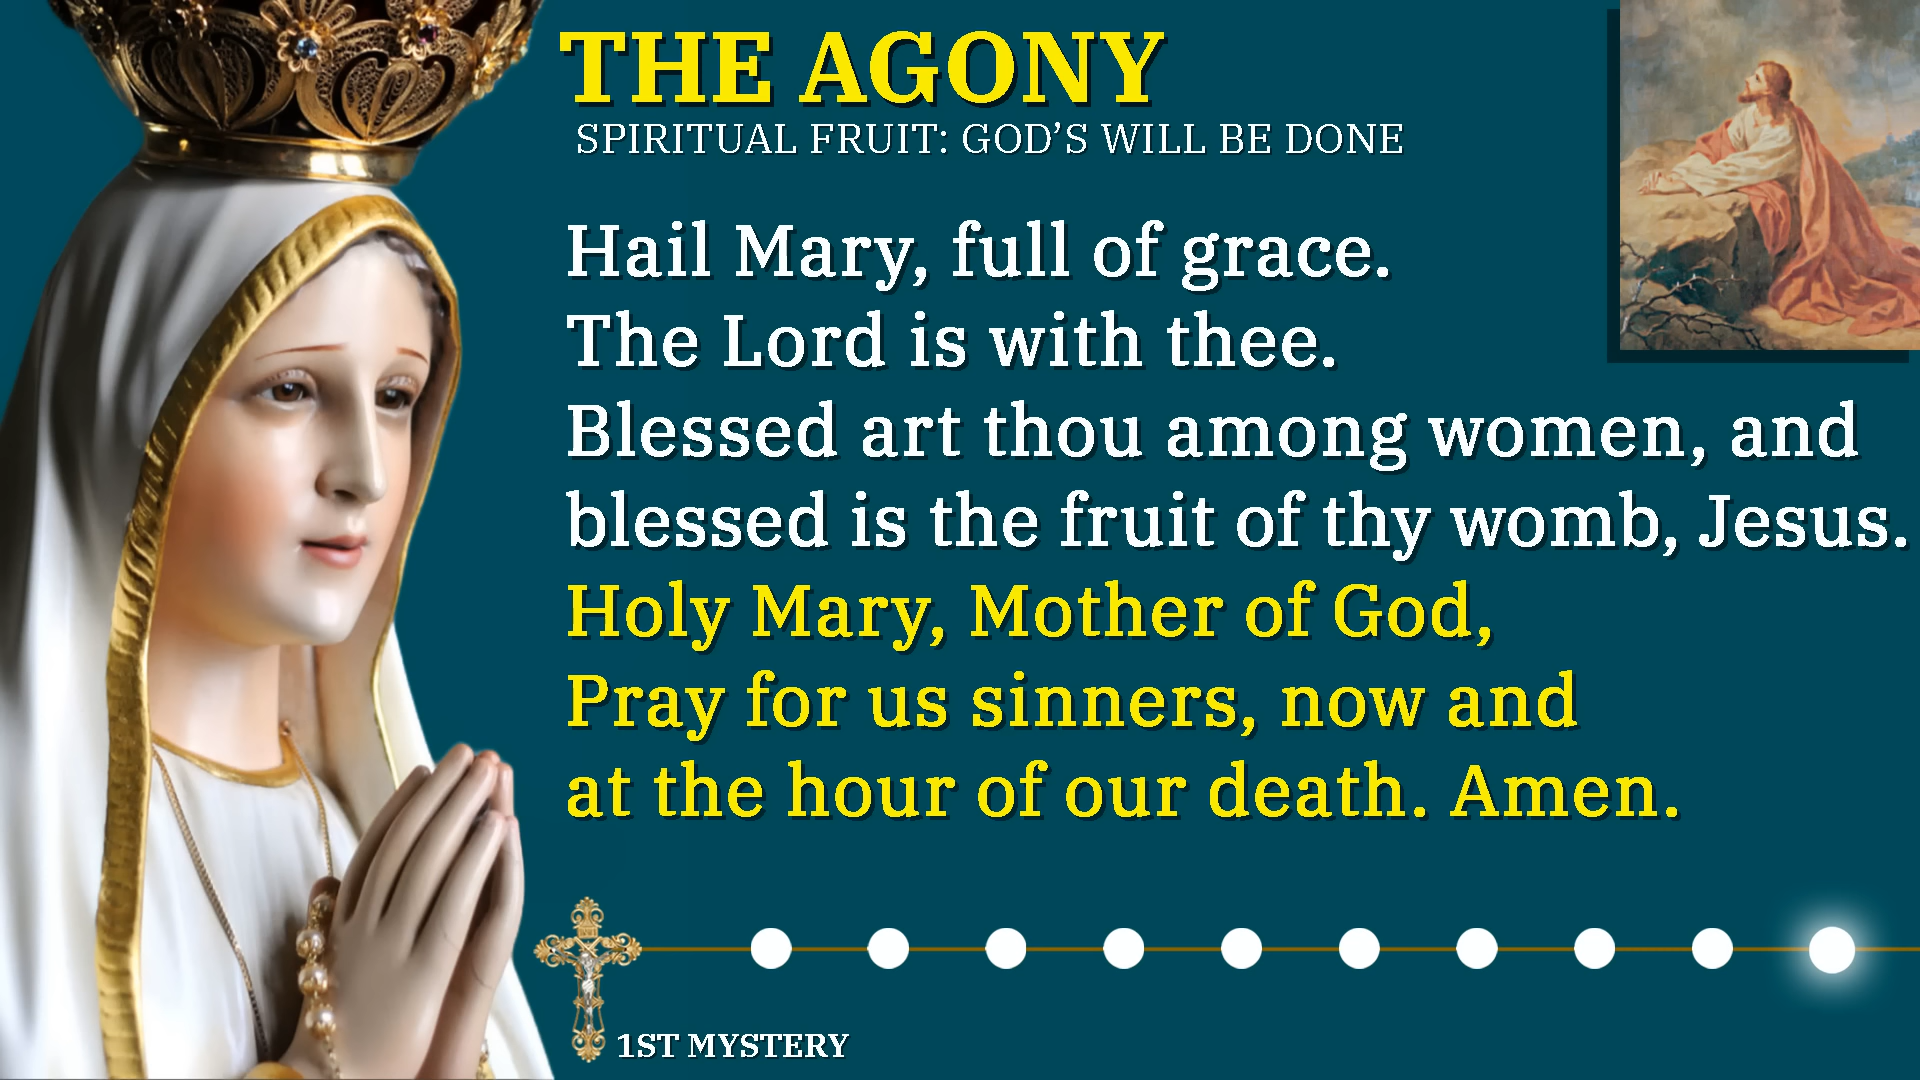 THE AGONY
SPIRITUAL FRUIT: GOD’S WILL BE DONE
Hail Mary, full of grace.
The Lord is with thee.
Blessed art thou among women, and
blessed is the fruit of thy womb, Jesus.
Holy Mary, Mother of God,
Pray for us sinners, now and
at the hour of our death. Amen.
1ST MYSTERY